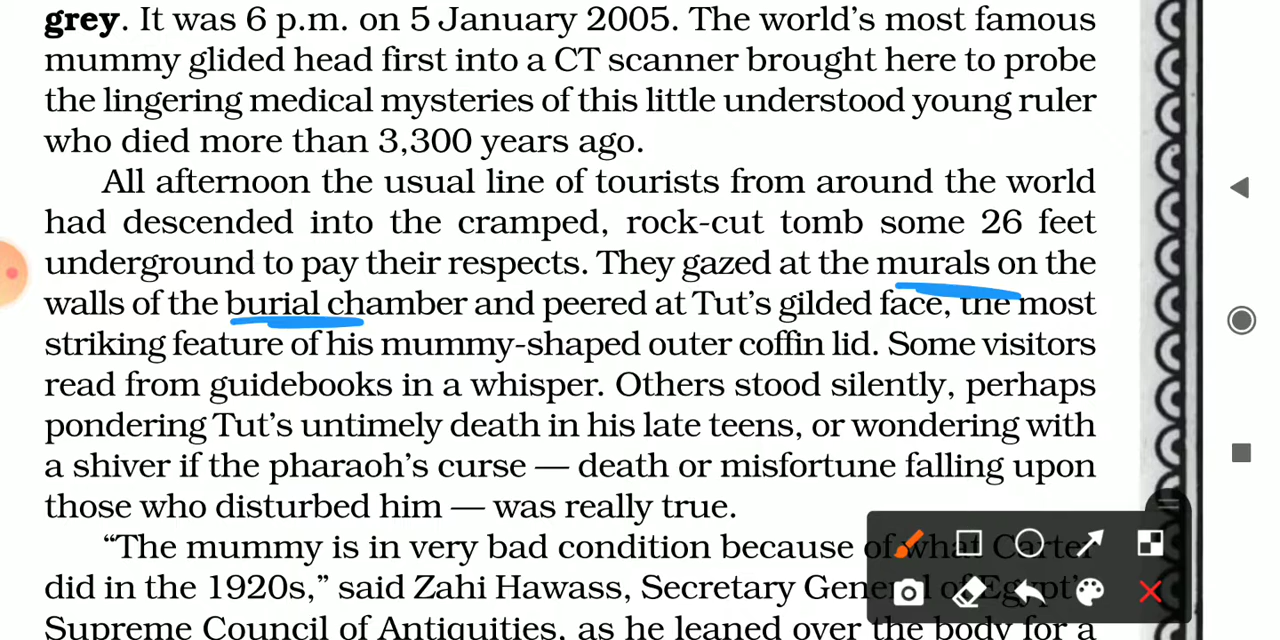 grey. It was 6 p.m. on 5 January 2005. The world's most famous
mummy glided head first into a CT scanner brought here to probe
the lingering medical mysteries of this little understood young ruler
who died more than 3,300 years ago.
All afternoon the usual line of tourists from around the world
had descended into the cramped, rock-cut tomb some 26 feet
underground to pay their respects. They gazed at the murals on the
walls of the burial chamber and peered at Tut's gilded face, the most
striking feature of his mummy-shaped outer coffin lid. Some visitors
read from guidebooks in a whisper. Others stood silently, perhaps
pondering Tut's untimely death in his late teens, or wondering with
a shiver if the pharaoh's curse — death or misfortune falling upon
those who disturbed him — was really true.
“The mummy is in very bad condition because of what Carter
did in the 1920s,” said Zahi Hawass, Secretary General of Egypt's
Supreme Council of Antiquities, as he leaned over the body for a